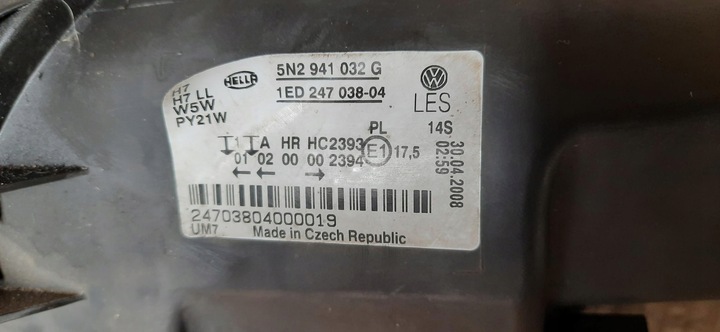 H7
H7 LL
W5W
PY21W
HELLA
5N2 941 032 G
1ED 247 038-04
LES
PL
14S
1 A HR HC2393
01 02 00 00 2394
E1 17,5
30.04.2008
02:59
24703804000019
UM7
Made in Czech Republic